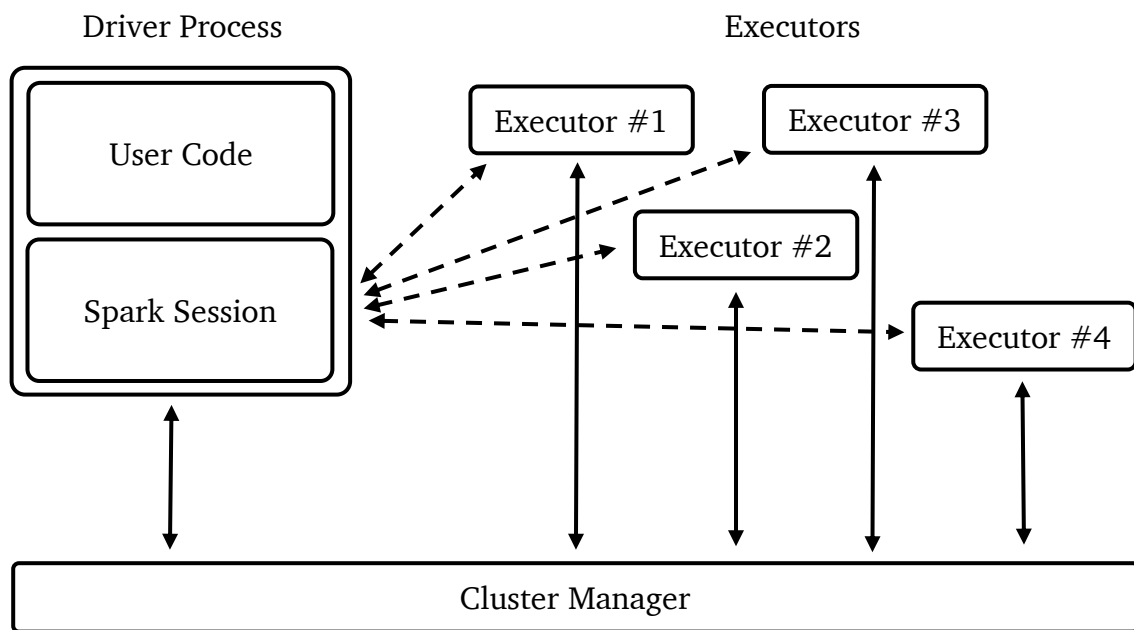 Driver Process
Executors
User Code
Spark Session
Executor #1
Executor #3
Executor #2
Executor #4
Cluster Manager